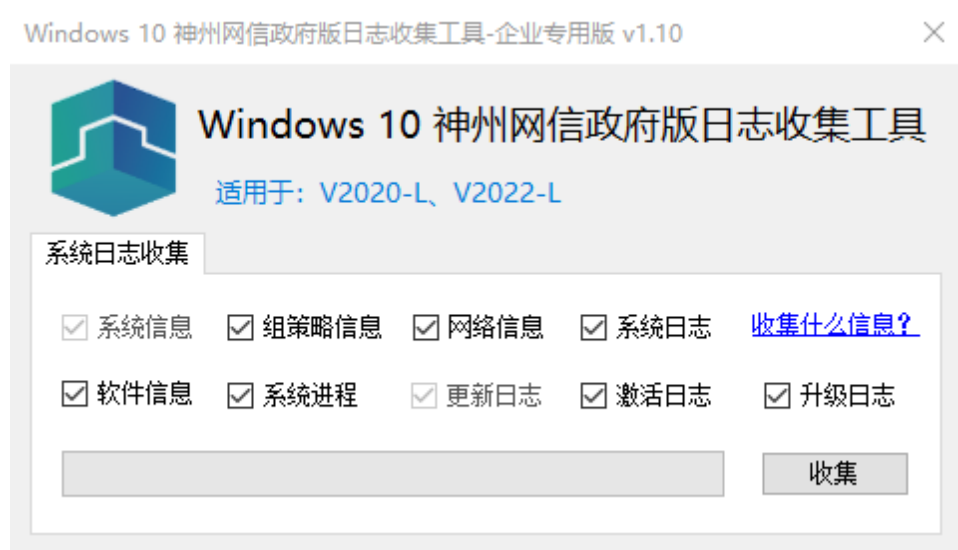 Windows 10 神州网信政府版日志收集工具-企业专用版 v1.10
Windows 10 神州网信政府版日志收集工具
适用于：V2020-L、V2022-L
系统日志收集
系统信息 组策略信息 网络信息 系统日志 收集什么信息？
软件信息 系统进程 更新日志 激活日志 升级日志
收集